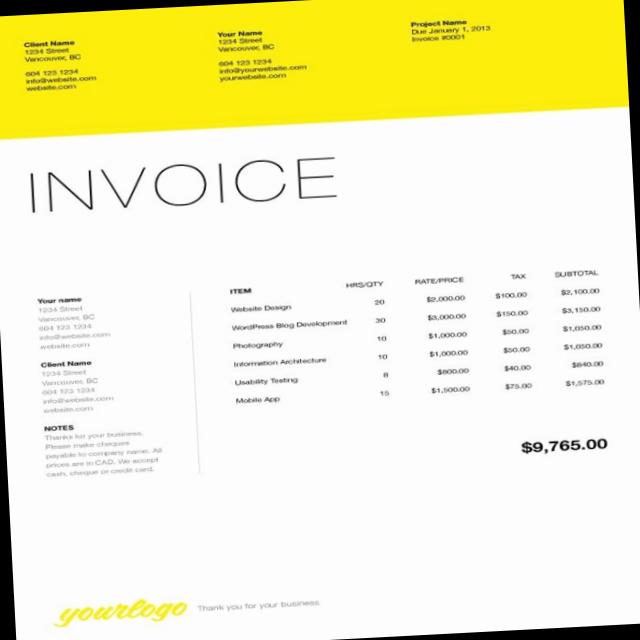 Client Name
1234 Street
Vancouver, BC
604 123 1234
info@website.com
website.com
Your Name
1234 Street
Vancouver, BC
604 123 1234
info@yourwebsite.com
yourwebsite.com
Project Name
Due January 1, 2013
Invoice #0001
INVOICE
Your name
1234 Street
Vancouver, BC
604 123 1234
info@website.com
website.com
Client Name
1234 Street
Vancouver, BC
604 123 1234
info@website.com
website.com
NOTES
Thanks for your business.
Please make cheques
payable to company name. All
prices are in CAD. We accept
cash, cheque or credit card.
ITEM HRS/QTY RATE/PRICE TAX SUBTOTAL
Website Design 20 $2,000.00 $100.00 $2,100.00
WordPress Blog Development 30 $3,000.00 $150.00 $3,150.00
Photography 10 $1,000.00 $50.00 $1,050.00
Information Architecture 10 $1,000.00 $50.00 $1,050.00
Usability Testing 8 $800.00 $40.00 $840.00
Mobile App 15 $1,500.00 $75.00 $1,575.00
$9,765.00
yourlogo Thank you for your business